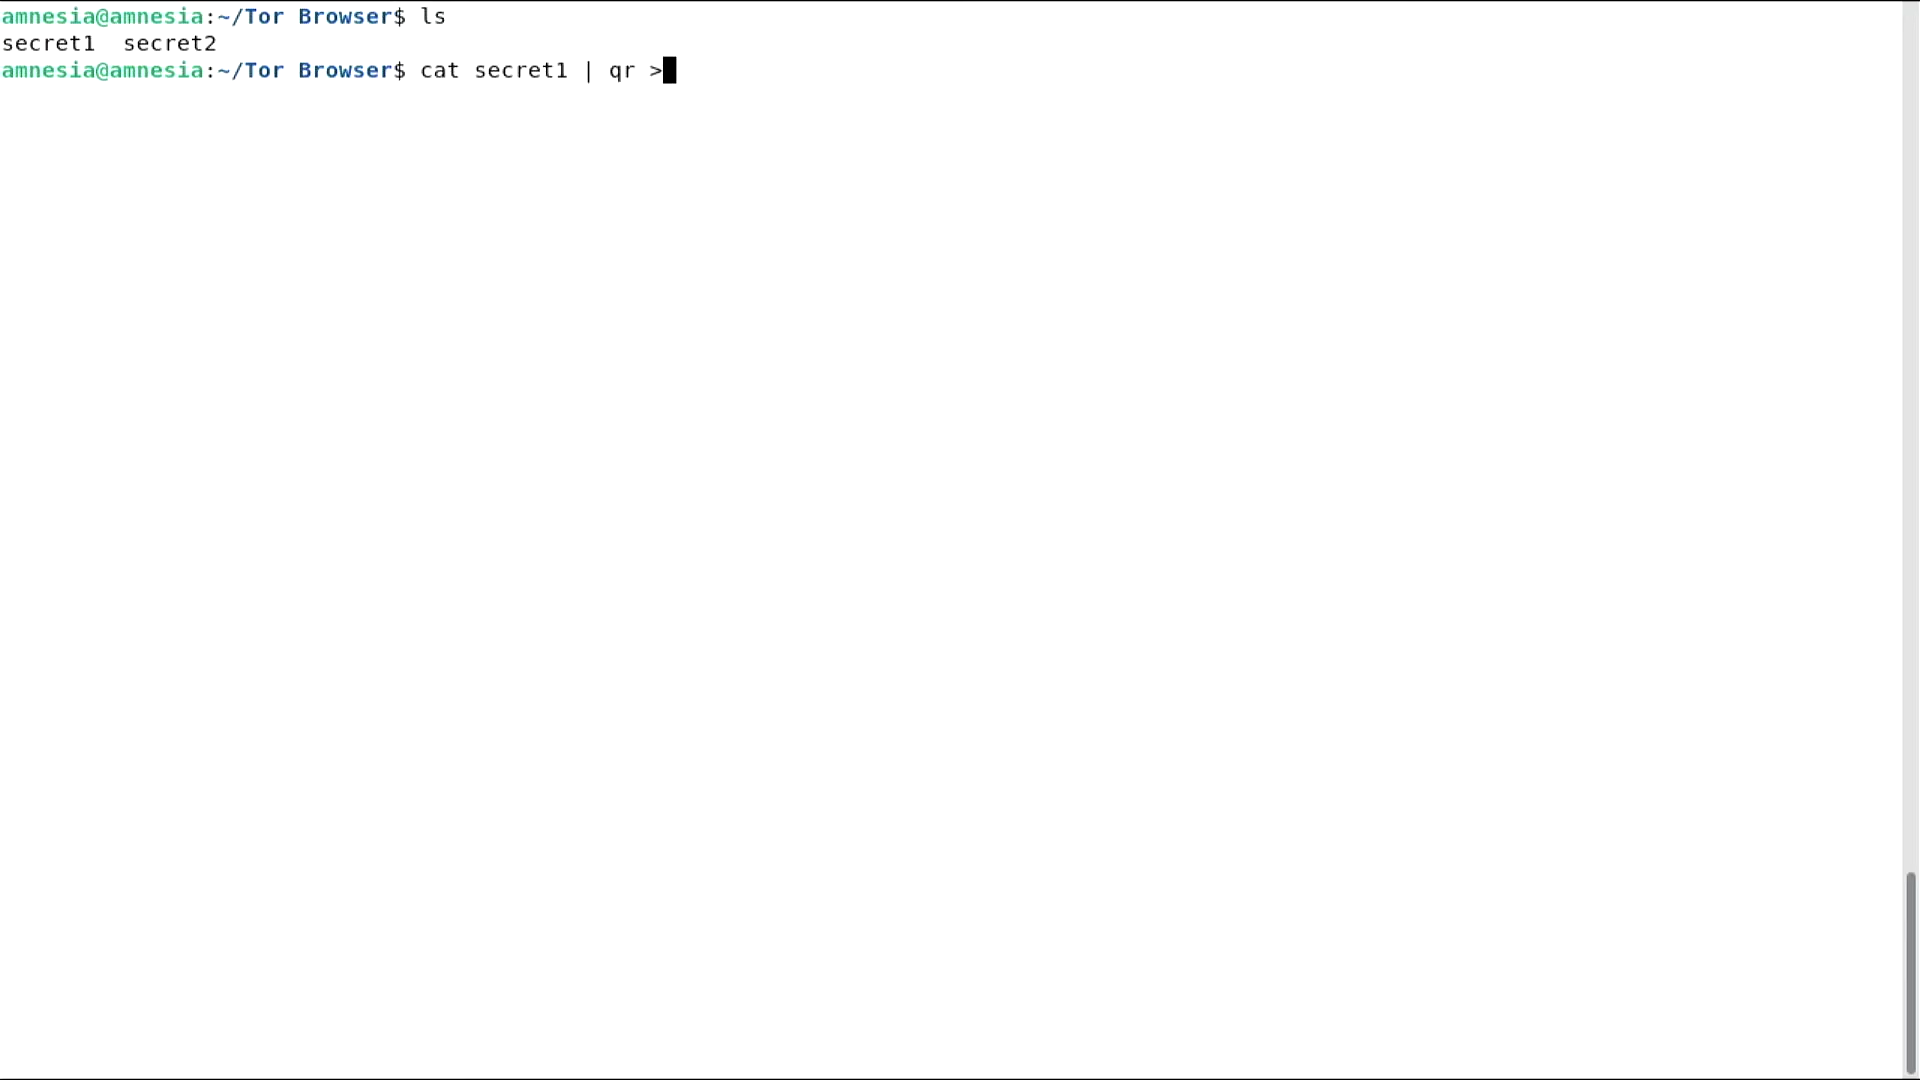 amnesia@amnesia:~/Tor Browser$ ls
secret1  secret2
amnesia@amnesia:~/Tor Browser$ cat secret1 | qr >